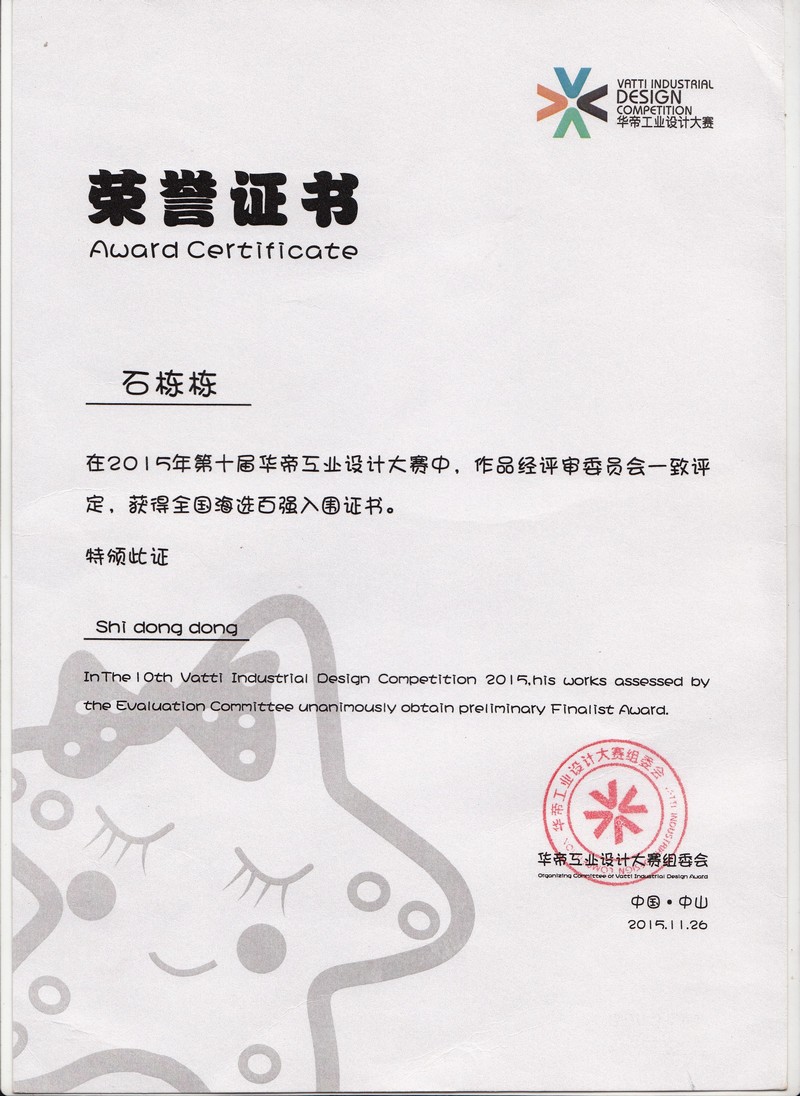 VATTI INDUSTRIAL
DESIGN
COMPETITION
华帝工业设计大赛
荣誉证书
Award Certificate
石栋栋
在2015年第十届华帝工业设计大赛中，作品经评审委员会一致评
定，获得全国海选百强入围证书。
特颁此证
Shi dong dong
InThe10th Vatti Industrial Design Competition 2015,his works assessed by
the Evaluation Committee unanimously obtain preliminary Finalist Award.
华帝工业设计大赛组委会
华帝工业设计大赛组委会
Organizing Committee of Vatti Industrial Design Award
中国·中山
2015.11.26